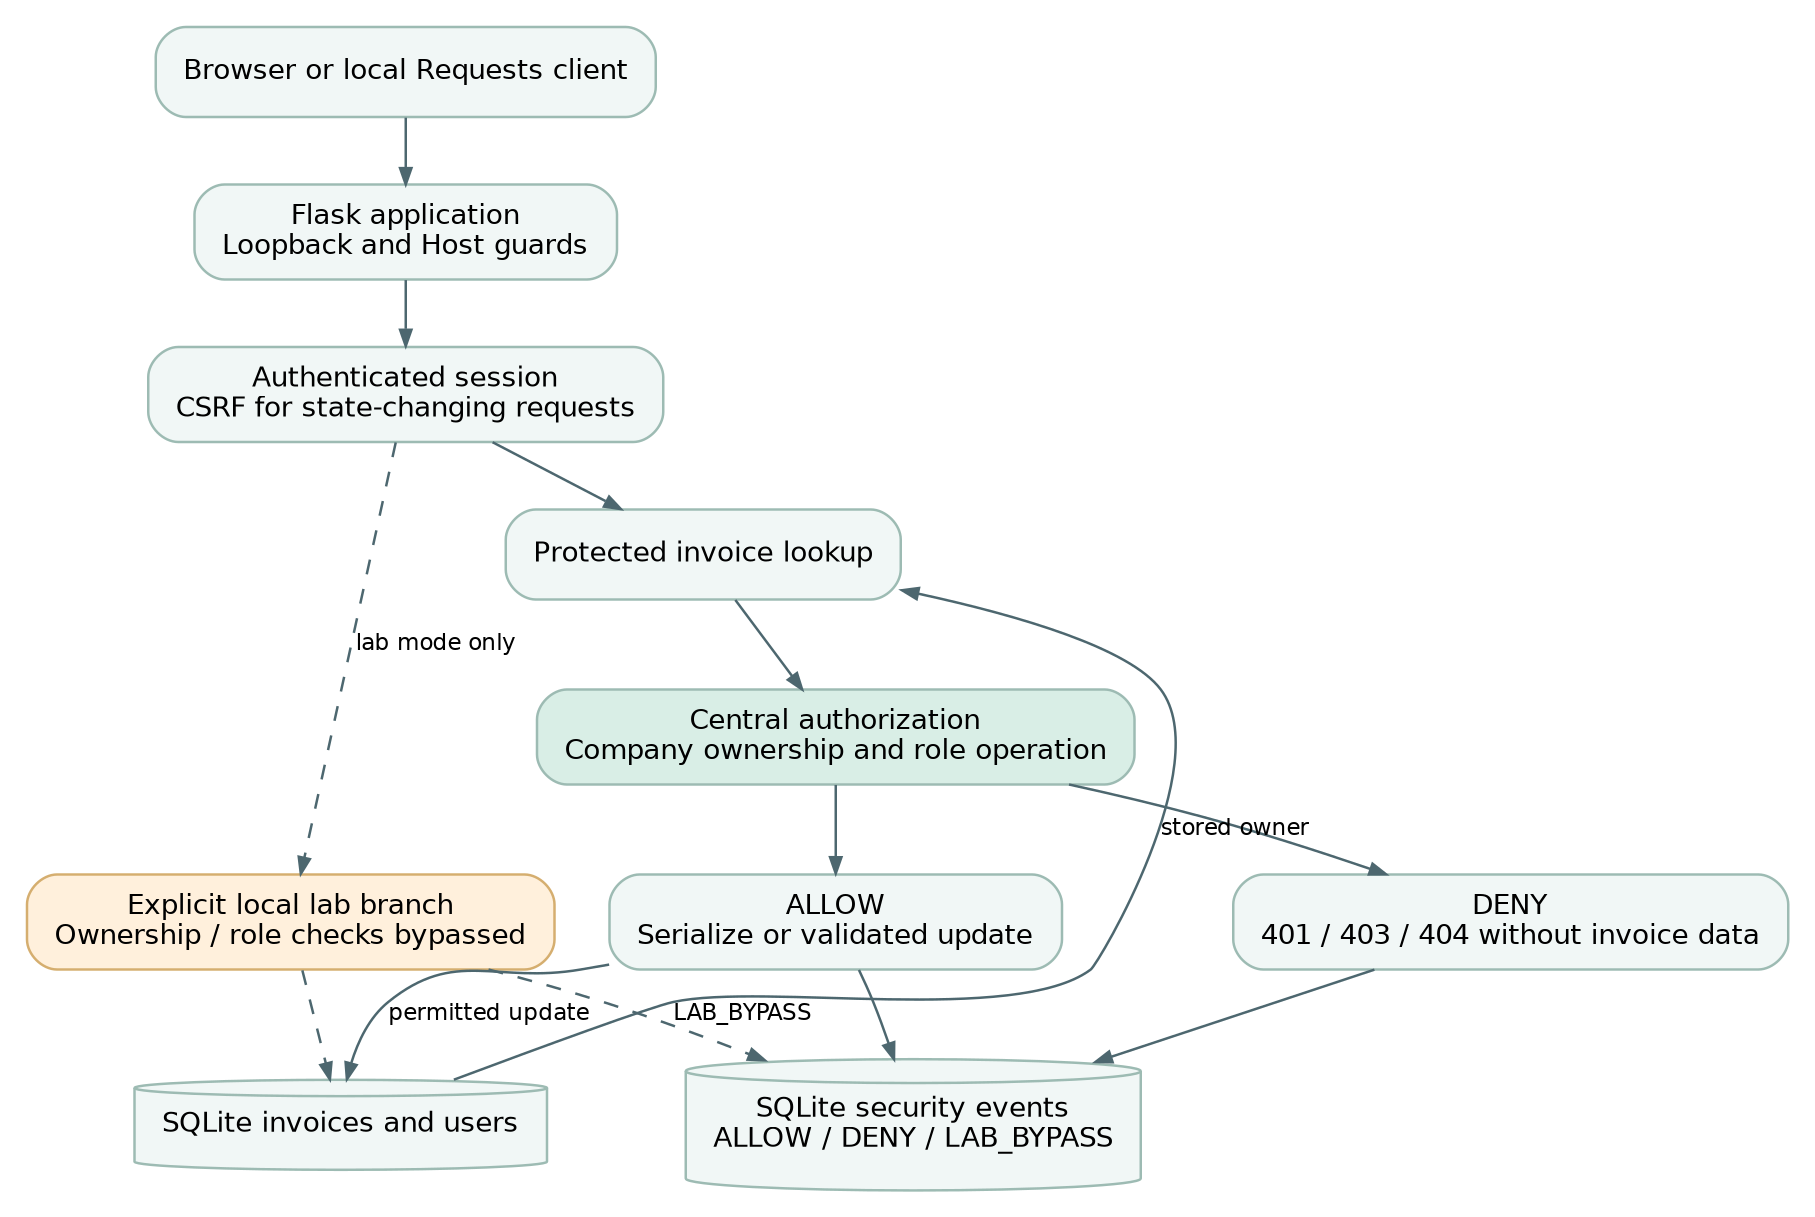 Browser or local Requests client
Flask application
Loopback and Host guards
Authenticated session
CSRF for state-changing requests
Protected invoice lookup
lab mode only
Central authorization
Company ownership and role operation
stored owner
Explicit local lab branch
Ownership / role checks bypassed
ALLOW
Serialize or validated update
DENY
401 / 403 / 404 without invoice data
permitted update
LAB_BYPASS
SQLite invoices and users
SQLite security events
ALLOW / DENY / LAB_BYPASS